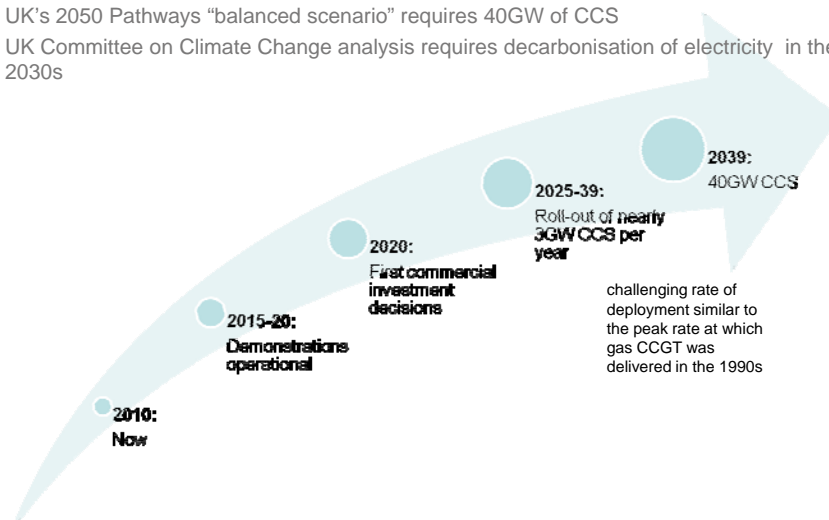 UK's 2050 Pathways “balanced scenario” requires 40GW of CCS
UK Committee on Climate Change analysis requires decarbonisation of electricity in the
2030s
2039:
40GW CCS
2025-39:
Roll-out of nearly
3GW CCS per
year
2020:
First commercial
investment
decisions
challenging rate of
deployment similar to
the peak rate at which
gas CCGT was
delivered in the 1990s
2015-20:
Demonstrations
operational
2010:
Now